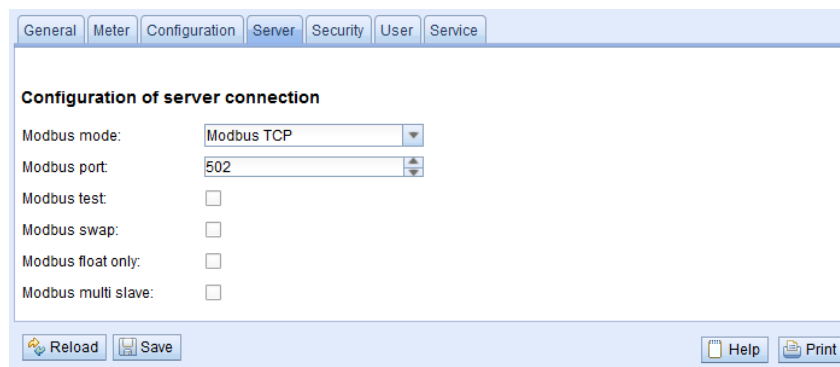 General Meter Configuration Server Security User Service
Configuration of server connection
Modbus mode: Modbus TCP
Modbus port: 502
Modbus test:
Modbus swap:
Modbus float only:
Modbus multi slave:
Reload Save Help Print